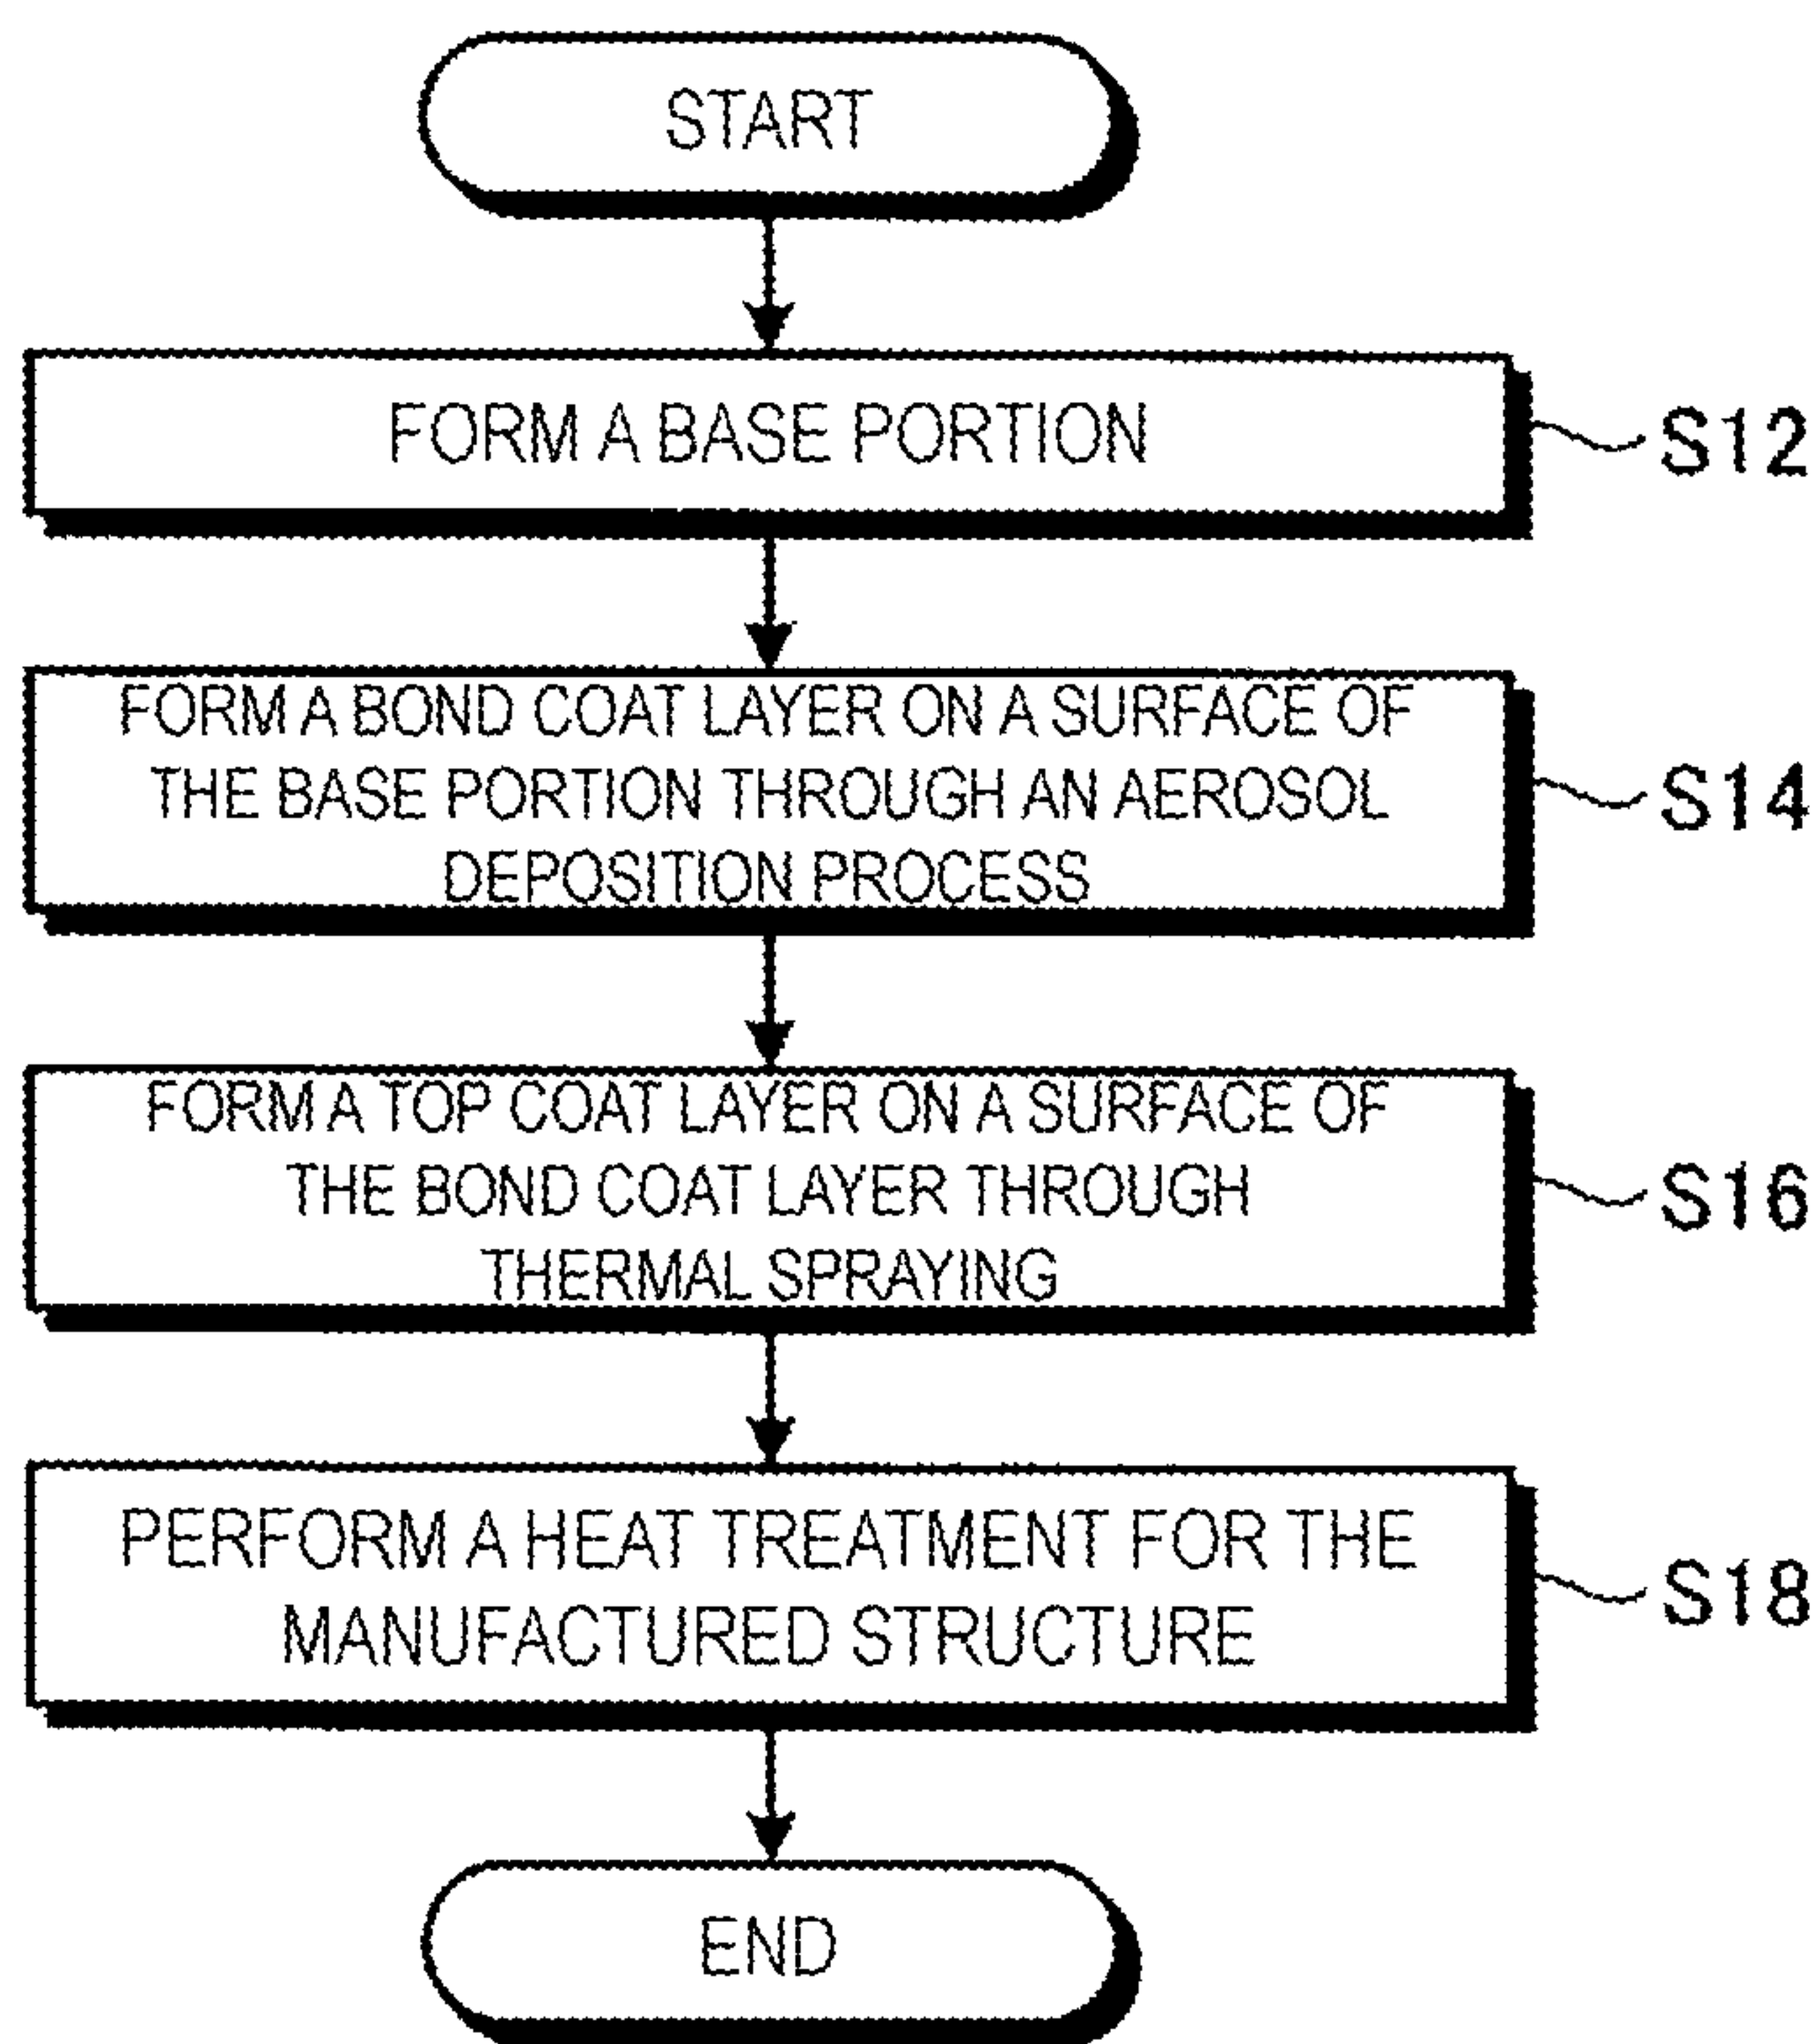 START
FORM A BASE PORTION
S12
FORM A BOND COAT LAYER ON A SURFACE OF
THE BASE PORTION THROUGH AN AEROSOL
DEPOSITION PROCESS
S14
FORM A TOP COAT LAYER ON A SURFACE OF
THE BOND COAT LAYER THROUGH
THERMAL SPRAYING
S16
PERFORM A HEAT TREATMENT FOR THE
MANUFACTURED STRUCTURE
S18
END